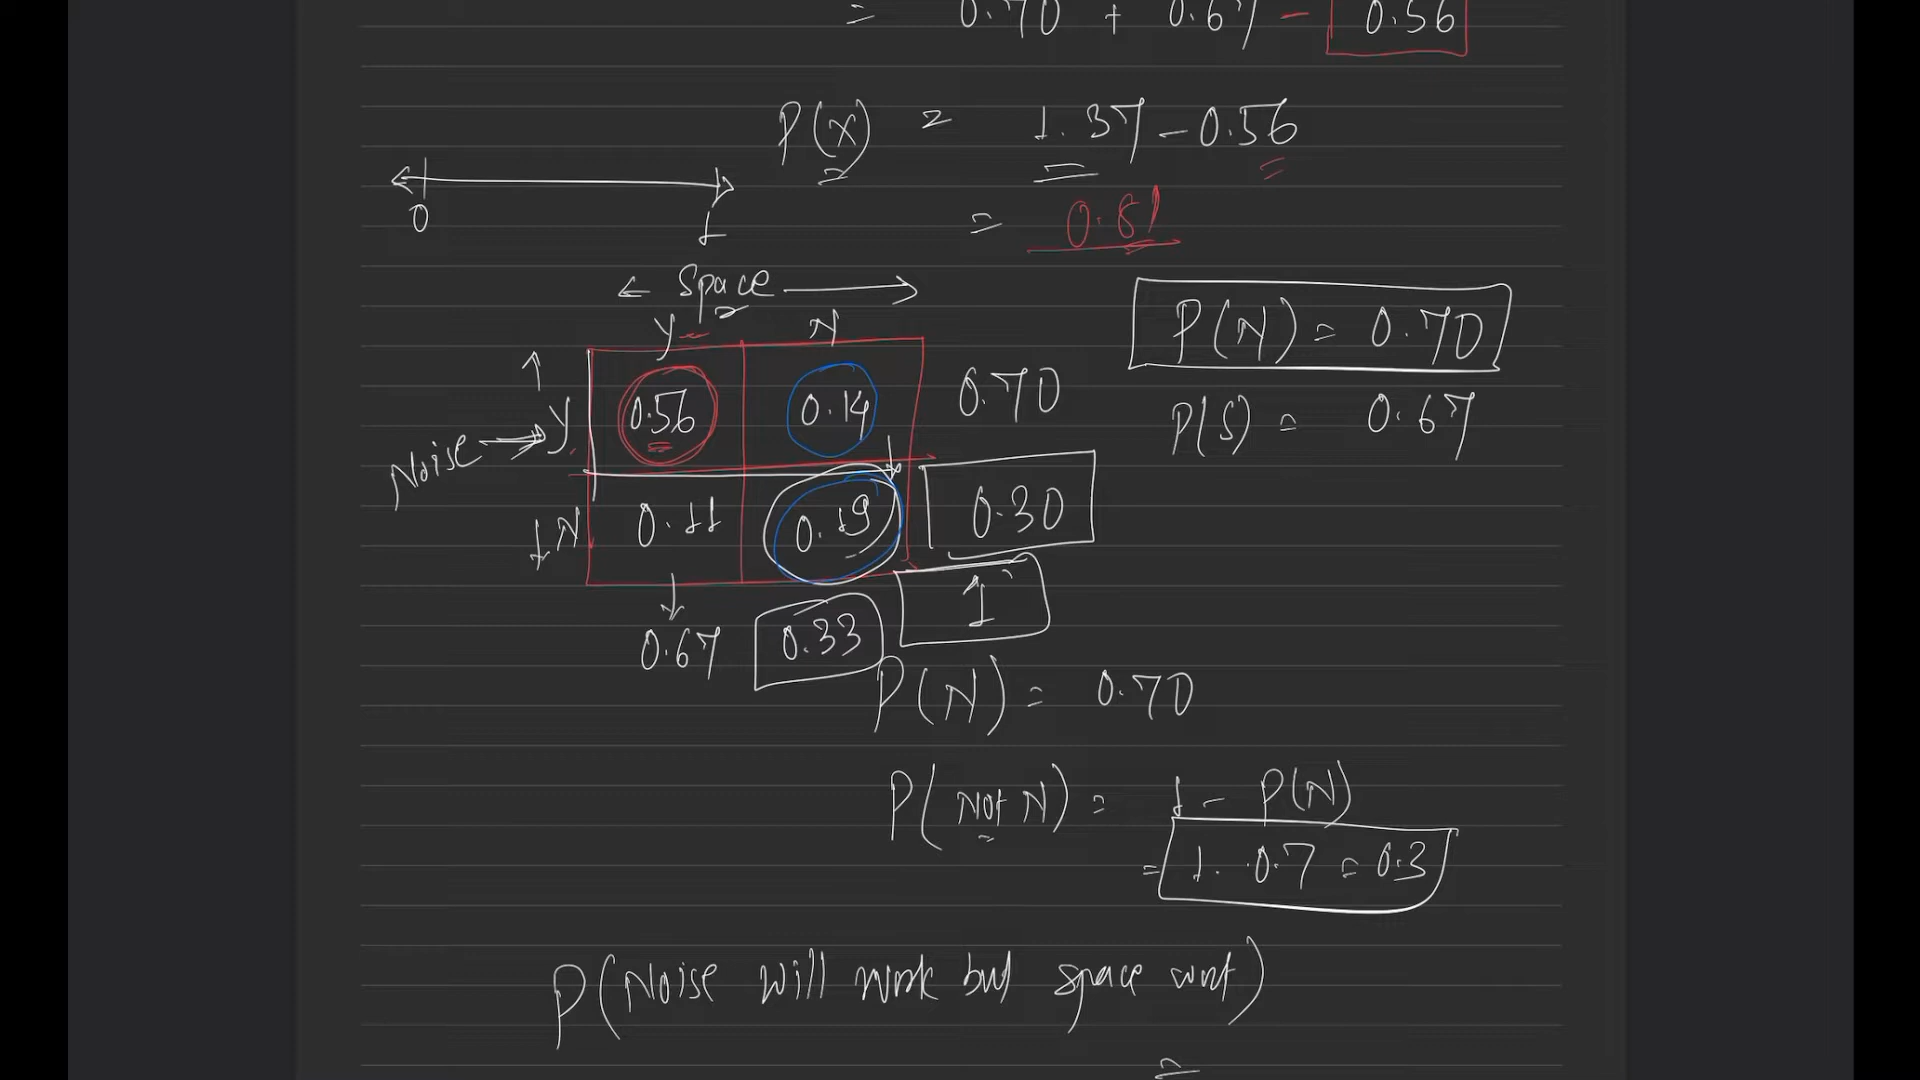 = 0.70 + 0.67 - 0.56
P(X) = 1.37 - 0.56
0 1
= 0.81
← Space →
Y N
P(N) = 0.70
Noise → Y 0.56 0.14 0.70
P(S) = 0.67
N 0.11 0.19 0.30
0.67 0.33 1
P(N) = 0.70
P(Not N) = 1 - P(N)
= 1 - 0.7 = 0.3
P(Noise will work but space wont)
=